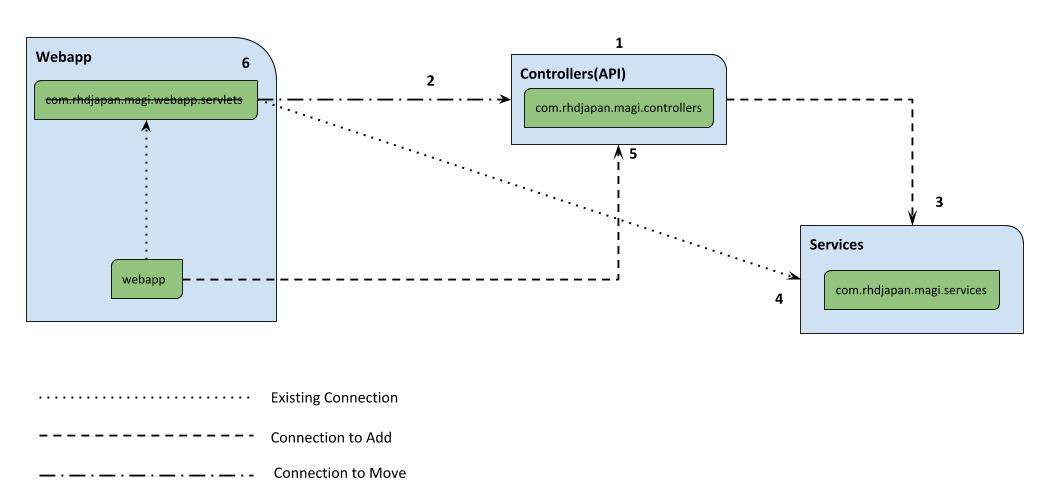 1
Webapp
6
2
Controllers(API)
com.rhdjapan.magi.webapp.servlets
com.rhdjapan.magi.controllers
5
3
Services
webapp
4
com.rhdjapan.magi.services
Existing Connection
Connection to Add
Connection to Move